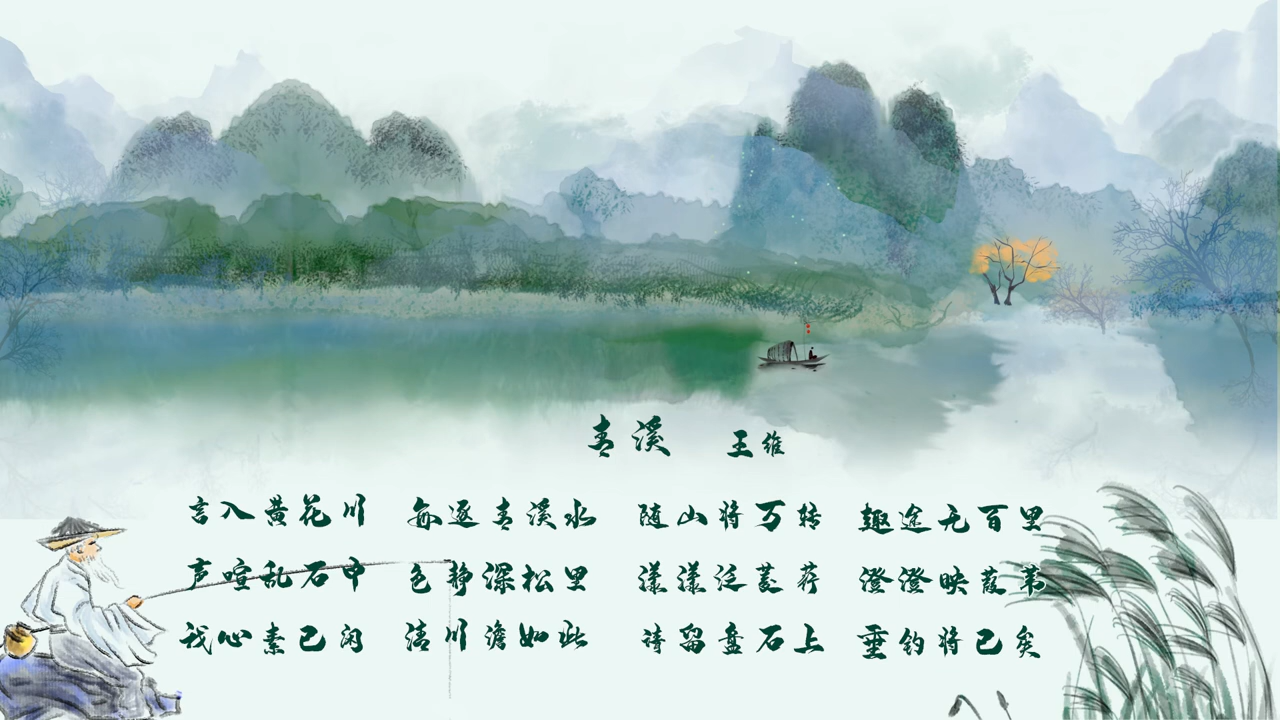 青溪 王维
言入黄花川 每逐青溪水 随山将万转 趣途无百里
声喧乱石中 色静深松里 漾漾泛菱荇 澄澄映葭苇
我心素已闲 清川澹如此 请留盘石上 垂钓将已矣